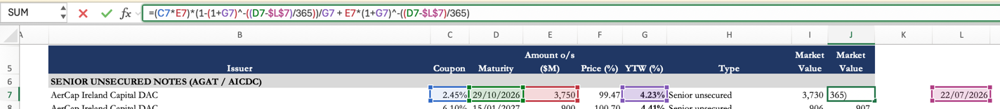 SUM fx =(C7*E7)*(1-(1+G7)^-((D7-$L$7)/365))/G7 + E7*(1+G7)^-((D7-$L$7)/365)
A B C D E F G H I J K L
5 Issuer Coupon Maturity Amount o/s ($M) Price (%) YTW (%) Type Market Value Market Value
6 SENIOR UNSECURED NOTES (AGAT / AICDC)
7 AerCap Ireland Capital DAC 2.45% 29/10/2026 3,750 99.47 4.23% Senior unsecured 3,730 365) 22/07/2026
8 AerCap Ireland Capital DAC 6.10% 15/01/2027 900 100.70 4.41% Senior unsecured 906 907